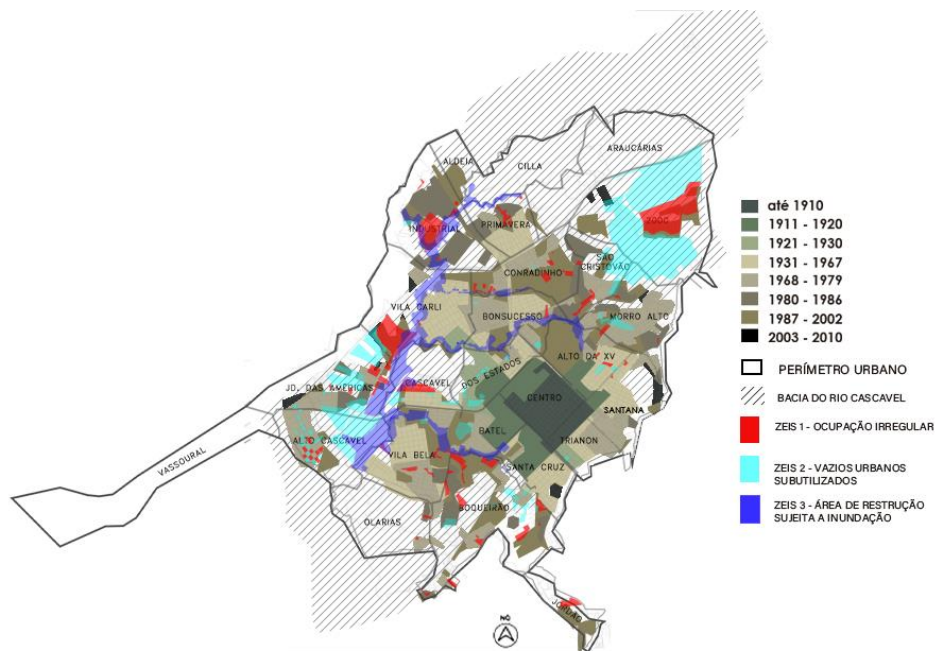 ALDEIA
CILLA
ARAUCÁRIAS
INDUSTRIAL
PRIMAVERA
SÃO
CRISTOVÃO
CONRADINHO
VILA CARLI
BONSUCESSO
MORRO ALTO
ALTO DA XV
DOS ESTADOS
JD. DAS AMÉRICAS
CASCAVEL
CENTRO
SANTANA
BATEL
ALTO CASCAVEL
TRIANON
VILA BELA
SANTA CRUZ
VASSOURAL
BOQUEIRÃO
OLARIAS
JORDÃO
até 1910
1911 - 1920
1921 - 1930
1931 - 1967
1968 - 1979
1980 - 1986
1987 - 2002
2003 - 2010
PERÍMETRO URBANO
BACIA DO RIO CASCAVEL
ZEIS 1 - OCUPAÇÃO IRREGULAR
ZEIS 2 - VAZIOS URBANOS
SUBUTILIZADOS
ZEIS 3 - ÁREA DE RESTRUÇÃO
SUJEITA A INUNDAÇÃO